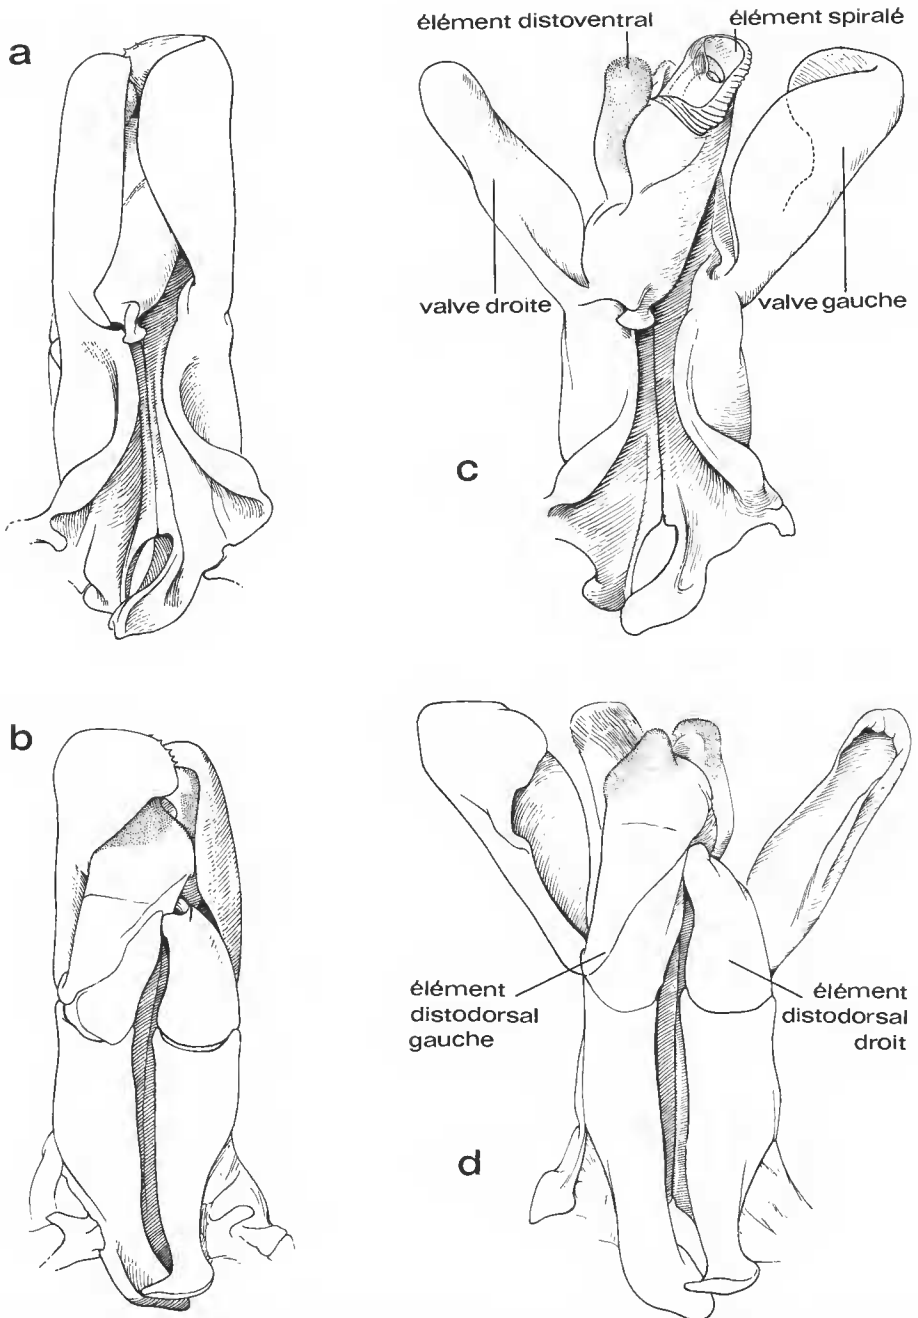 a
élément distoventral
élément spiralé
valve droite
valve gauche
c
b
élément
distodorsal
gauche
élément
distodorsal
droit
d